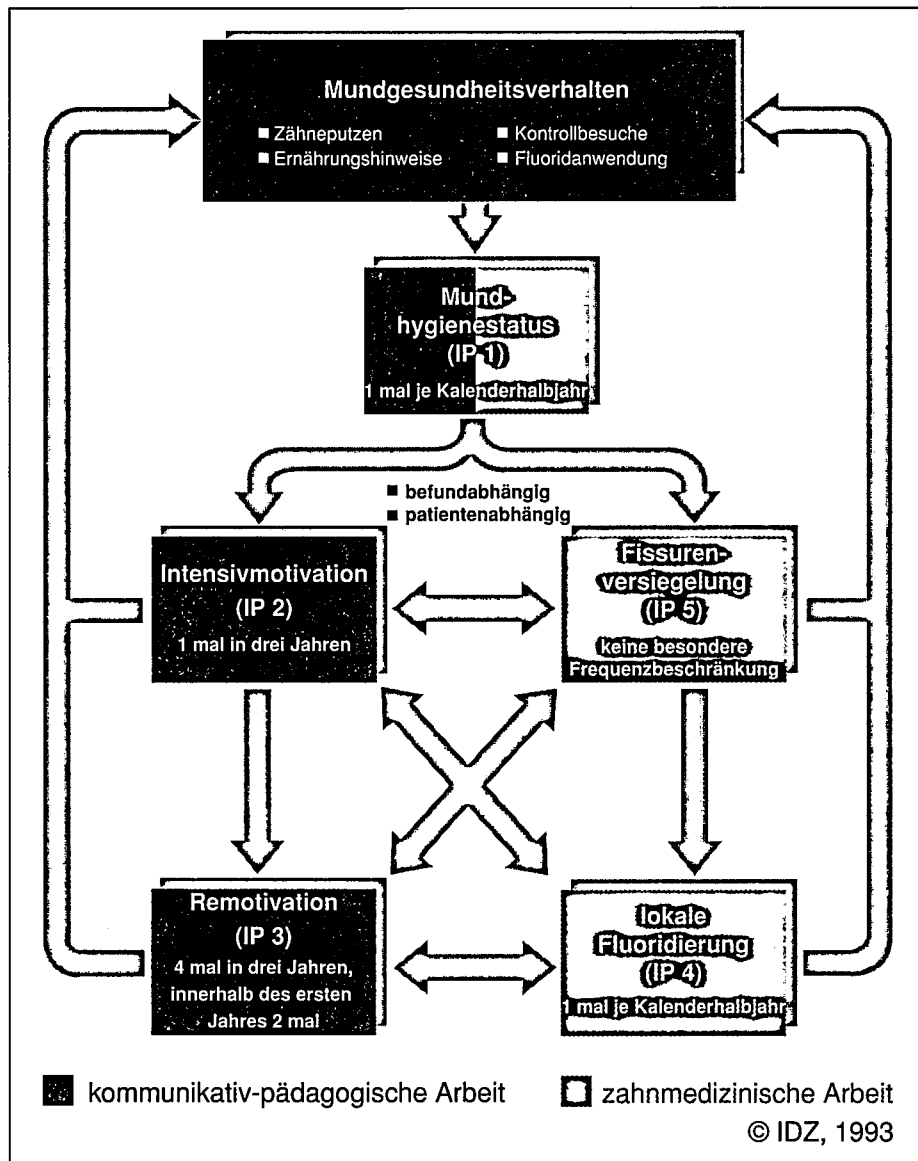 Mundgesundheitsverhalten
Zähneputzen
Kontrollbesuche
Ernährungshinweise
Fluoridanwendung
Mund-
hygienestatus
(IP 1)
1 mal je Kalenderhalbjahr
befundabhängig
patientenabhängig
Intensivmotivation
(IP 2)
1 mal in drei Jahren
Fissuren-
versiegelung
(IP 5)
keine besondere
Frequenzbeschränkung
Remotivation
(IP 3)
4 mal in drei Jahren,
innerhalb des ersten
Jahres 2 mal
lokale
Fluoridierung
(IP 4)
1 mal je Kalenderhalbjahr
kommunikativ-pädagogische Arbeit
zahnmedizinische Arbeit
© IDZ, 1993